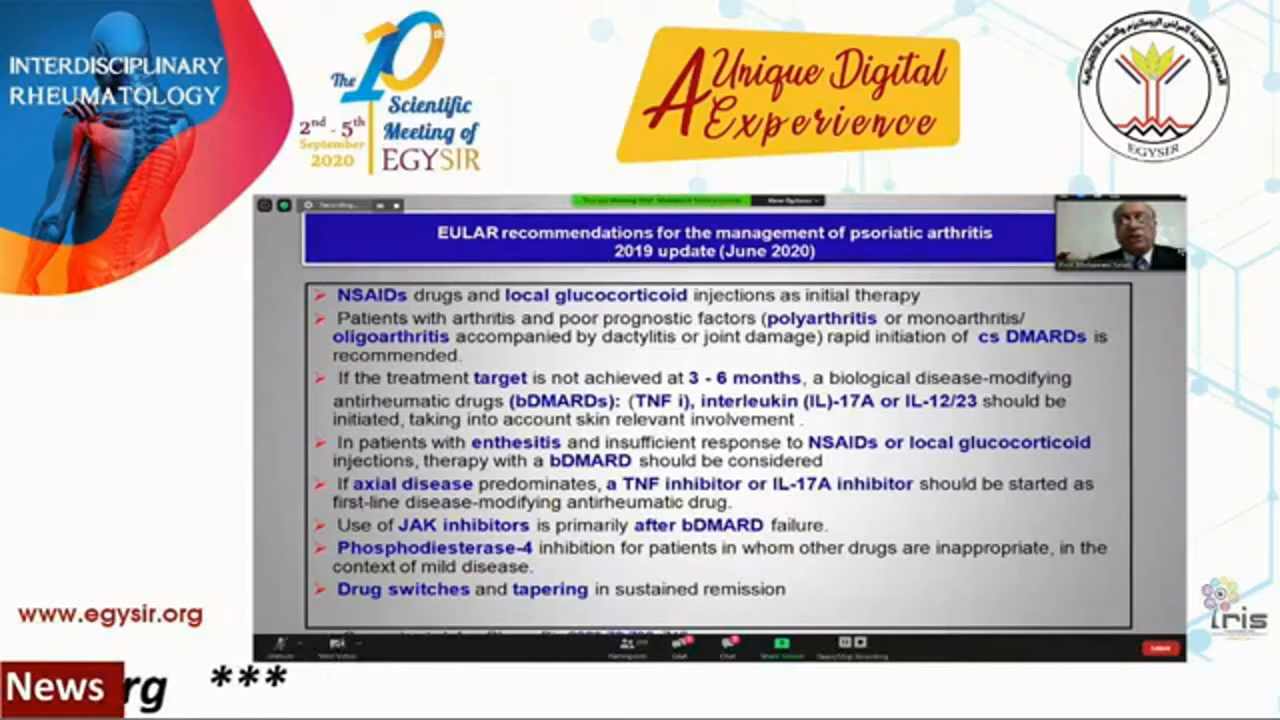 INTERDISCIPLINARY
RHEUMATOLOGY
The 10th
Scientific
Meeting of
EGYSIR
2nd - 5th
September
2020
A Unique Digital
Experience
EGYSIR
Recording...
View Options
EULAR recommendations for the management of psoriatic arthritis
2019 update (June 2020)
➢ NSAIDs drugs and local glucocorticoid injections as initial therapy
➢ Patients with arthritis and poor prognostic factors (polyarthritis or monoarthritis/
oligoarthritis accompanied by dactylitis or joint damage) rapid initiation of cs DMARDs is
recommended.
➢ If the treatment target is not achieved at 3 - 6 months, a biological disease-modifying
antirheumatic drugs (bDMARDs): (TNF i), interleukin (IL)-17A or IL-12/23 should be
initiated, taking into account skin relevant involvement .
➢ In patients with enthesitis and insufficient response to NSAIDs or local glucocorticoid
injections, therapy with a bDMARD should be considered
➢ If axial disease predominates, a TNF inhibitor or IL-17A inhibitor should be started as
first-line disease-modifying antirheumatic drug.
➢ Use of JAK inhibitors is primarily after bDMARD failure.
➢ Phosphodiesterase-4 inhibition for patients in whom other drugs are inappropriate, in the
context of mild disease.
➢ Drug switches and tapering in sustained remission
www.egysir.org
iris
News rg ***